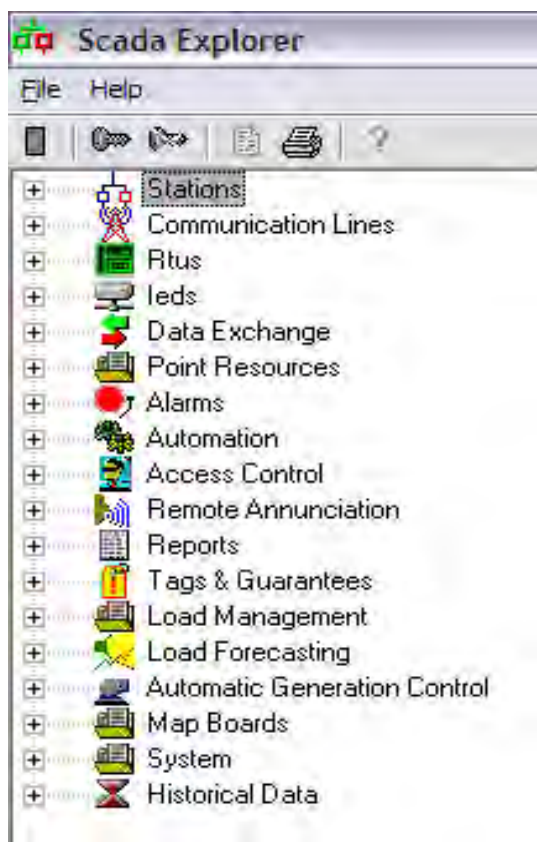 Scada Explorer
File Help
?
Stations
Communication Lines
Rtus
Ieds
Data Exchange
Point Resources
Alarms
Automation
Access Control
Remote Annunciation
Reports
Tags & Guarantees
Load Management
Load Forecasting
Automatic Generation Control
Map Boards
System
Historical Data